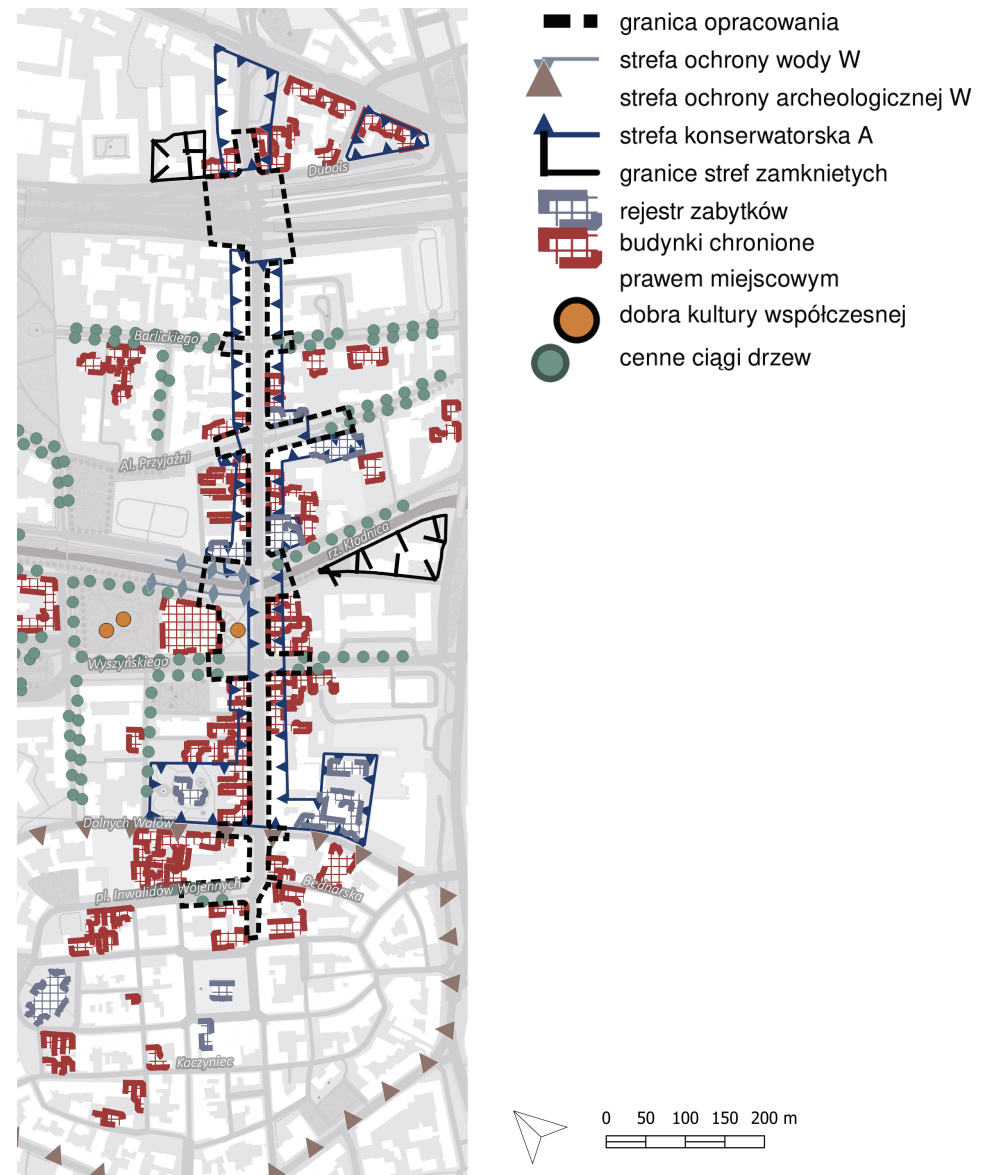 granica opracowania
strefa ochrony wody W
strefa ochrony archeologicznej W
strefa konserwatorska A
granice stref zamknietych
rejestr zabytków
budynki chronione
prawem miejscowym
dobra kultury współczesnej
cenne ciągi drzew
Dubois
Barlickiego
Al. Przyjaźni
rz. Kłodnica
Wyszyńskiego
Dolnych Wałów
pl. Inwalidów Wojennych
Bednarska
Kaczyniec
0 50 100 150 200 m